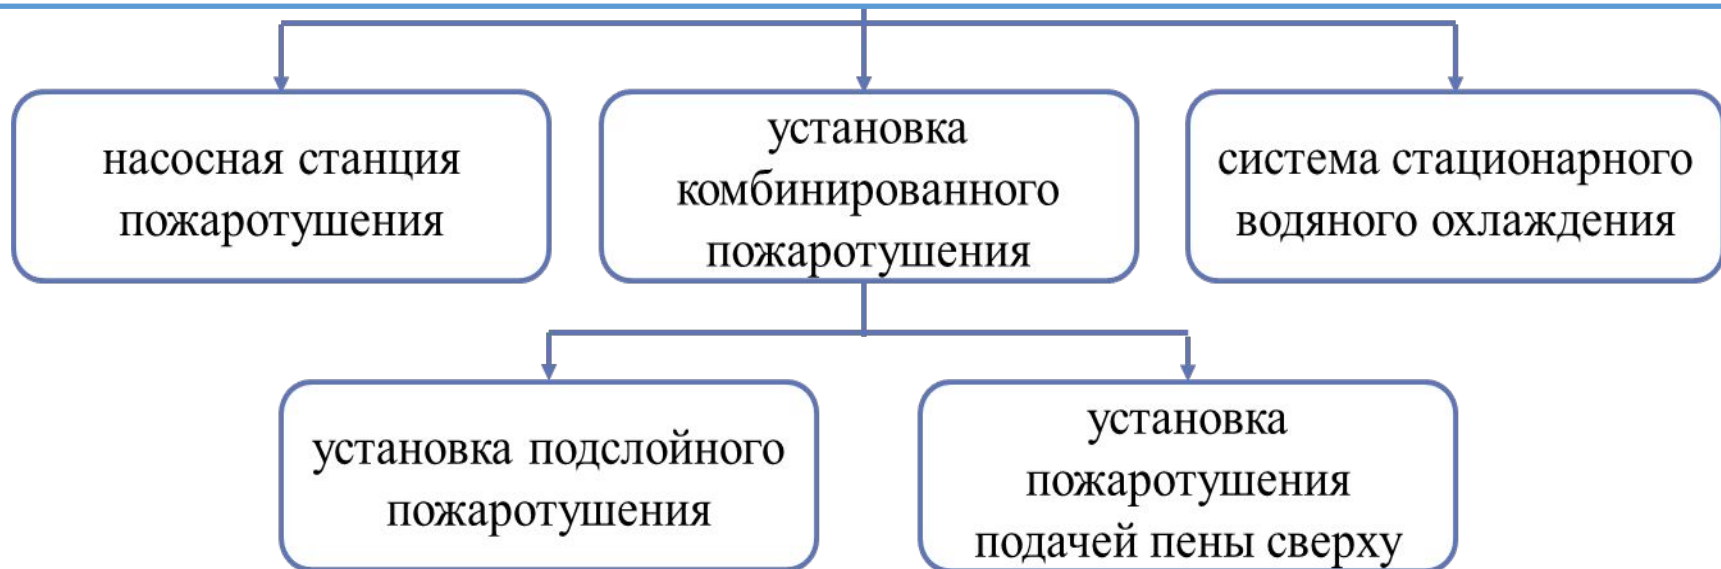 насосная станция
пожаротушения
установка
комбинированного
пожаротушения
система стационарного
водяного охлаждения
установка подслойного
пожаротушения
установка
пожаротушения
подачей пены сверху